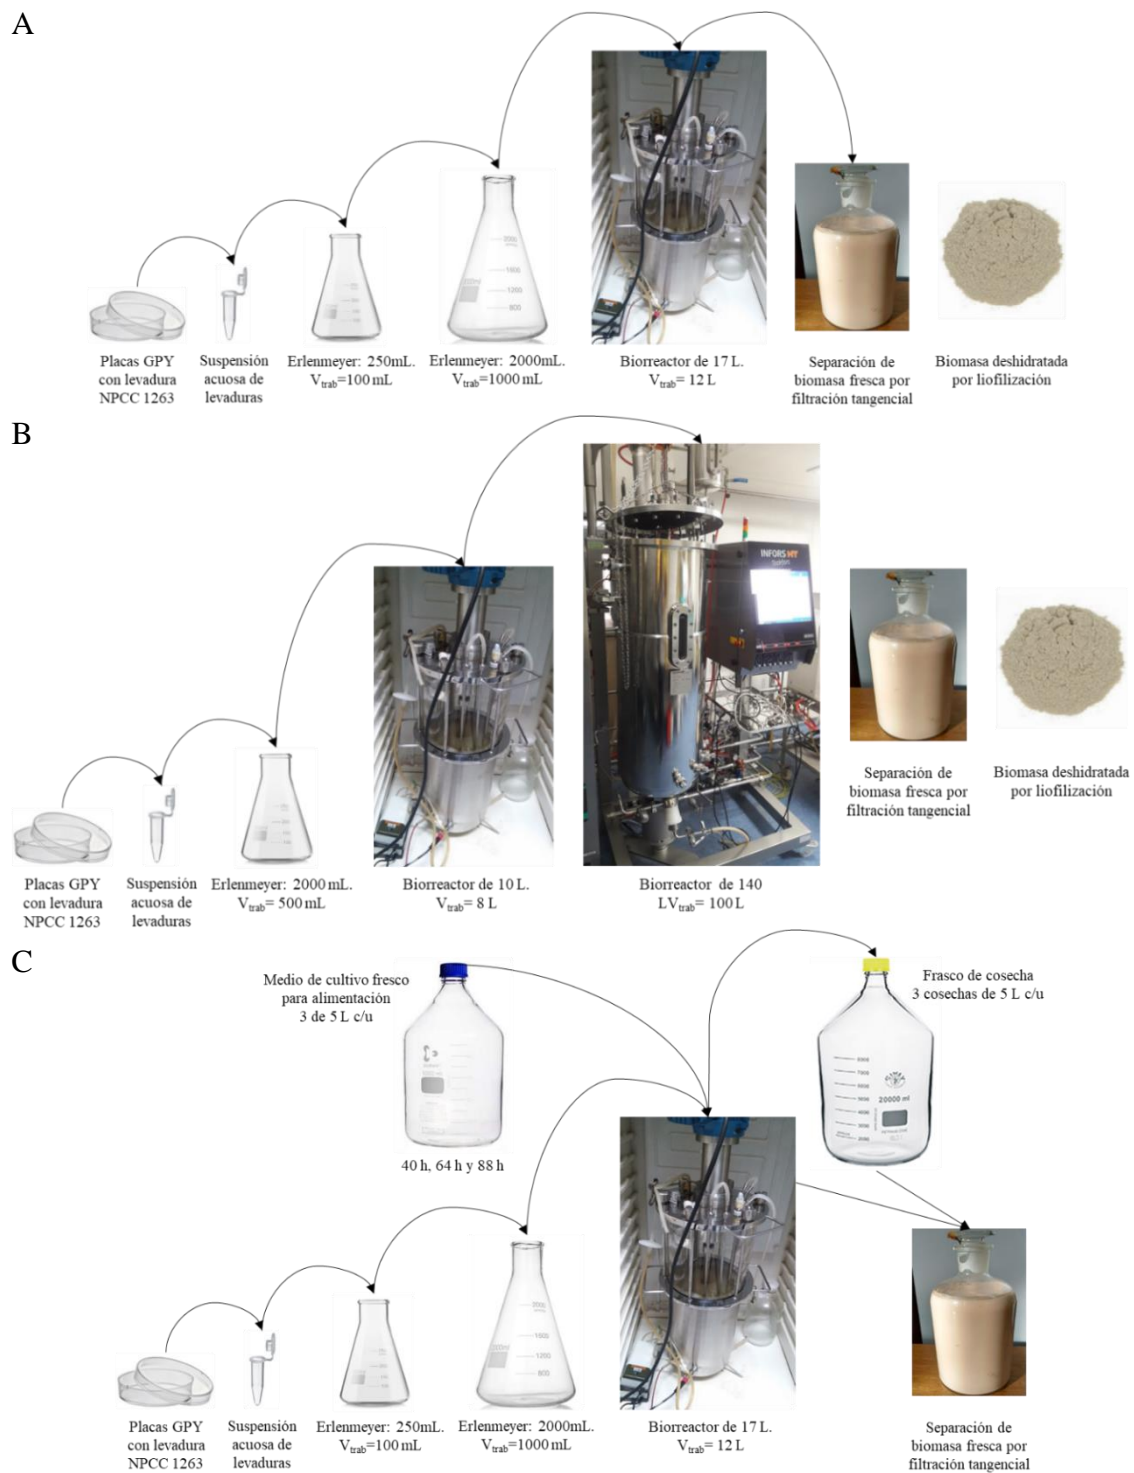 A
Placas GPY
con levadura
NPCC 1263
Suspensión
acuosa de
levaduras
Erlenmeyer: 250mL.
Vtrab=100 mL
Erlenmeyer: 2000mL.
Vtrab=1000 mL
Biorreactor de 17 L.
Vtrab= 12 L
Separación de
biomasa fresca por
filtración tangencial
Biomasa deshidratada
por liofilización
B
INFORS HT
Placas GPY
con levadura
NPCC 1263
Suspensión
acuosa de
levaduras
Erlenmeyer: 2000 mL.
Vtrab= 500 mL
Biorreactor de 10 L.
Vtrab= 8 L
Biorreactor de 140
LVtrab= 100 L
Separación de
biomasa fresca por
filtración tangencial
Biomasa deshidratada
por liofilización
C
Medio de cultivo fresco
para alimentación
3 de 5 L c/u
40 h, 64 h y 88 h
Frasco de cosecha
3 cosechas de 5 L c/u
20000 ml
Placas GPY
con levadura
NPCC 1263
Suspensión
acuosa de
levaduras
Erlenmeyer: 250mL.
Vtrab=100 mL
Erlenmeyer: 2000mL.
Vtrab=1000 mL
Biorreactor de 17 L.
Vtrab= 12 L
Separación de
biomasa fresca por
filtración tangencial